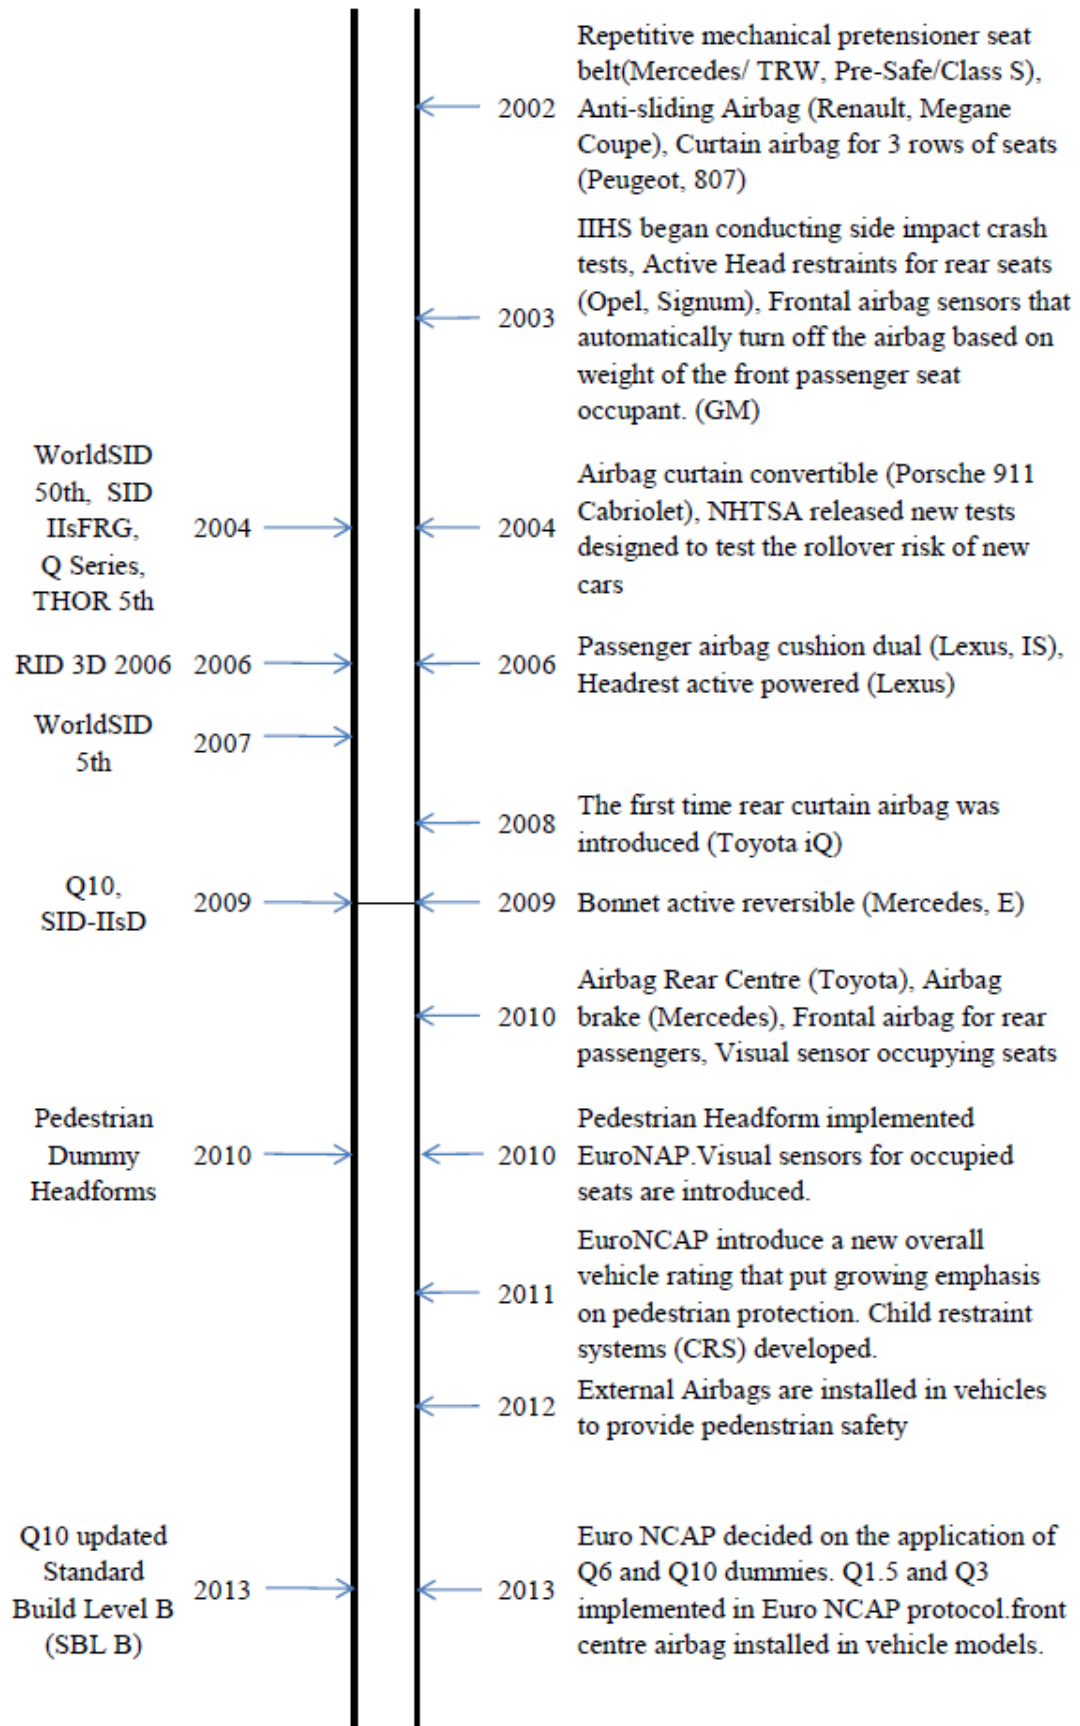 Repetitive mechanical pretensioner seat
belt(Mercedes/ TRW, Pre-Safe/Class S),
2002 Anti-sliding Airbag (Renault, Megane
Coupe), Curtain airbag for 3 rows of seats
(Peugeot, 807)
IIHS began conducting side impact crash
tests, Active Head restraints for rear seats
(Opel, Signum), Frontal airbag sensors that
2003 automatically turn off the airbag based on
weight of the front passenger seat
occupant. (GM)
WorldSID
50th, SID
IIsFRG,
Q Series,
THOR 5th
2004
2004
Airbag curtain convertible (Porsche 911
Cabriolet), NHTSA released new tests
designed to test the rollover risk of new
cars
RID 3D 2006 2006
2006
Passenger airbag cushion dual (Lexus, IS),
Headrest active powered (Lexus)
WorldSID
5th
2007
2008
The first time rear curtain airbag was
introduced (Toyota iQ)
Q10,
SID-IIsD
2009
2009 Bonnet active reversible (Mercedes, E)
Airbag Rear Centre (Toyota), Airbag
2010 brake (Mercedes), Frontal airbag for rear
passengers, Visual sensor occupying seats
Pedestrian
Dummy
Headforms
2010
2010
Pedestrian Headform implemented
EuroNAP.Visual sensors for occupied
seats are introduced.
EuroNCAP introduce a new overall
vehicle rating that put growing emphasis
2011 on pedestrian protection. Child restraint
systems (CRS) developed.
2012
External Airbags are installed in vehicles
to provide pedenstrian safety
Q10 updated
Standard
Build Level B
(SBL B)
2013
2013
Euro NCAP decided on the application of
Q6 and Q10 dummies. Q1.5 and Q3
implemented in Euro NCAP protocol.front
centre airbag installed in vehicle models.